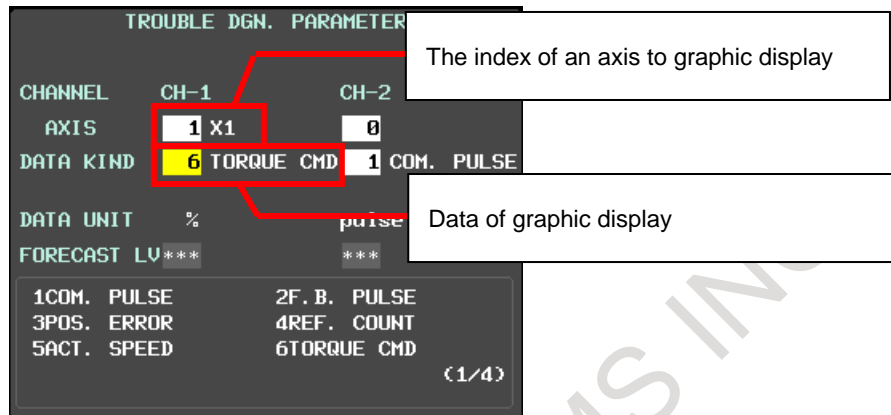 TROUBLE DGN. PARAMETER
The index of an axis to graphic display
CHANNEL CH-1 CH-2
AXIS 1 X1 0
DATA KIND 6 TORQUE CMD 1 COM. PULSE
Data of graphic display
DATA UNIT % pulse
FORECAST LV *** ***
1COM. PULSE 2F.B. PULSE
3POS. ERROR 4REF. COUNT
5ACT. SPEED 6TORQUE CMD
(1/4)